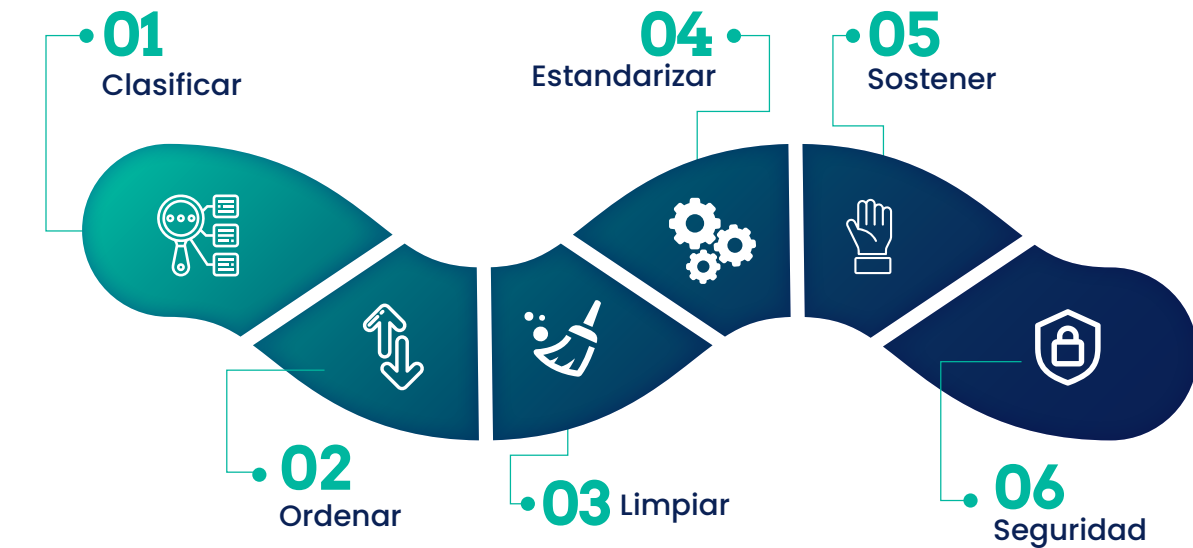 01
Clasificar
02
Ordenar
03 Limpiar
04
Estandarizar
05
Sostener
06
Seguridad